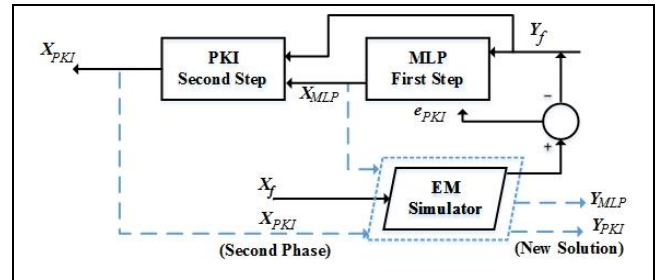 X_PKI
PKI
Second Step
X_MLP
MLP
First Step
Y_f
−
e_PKI
+
X_f
EM
Simulator
X_PKI
Y_MLP
Y_PKI
(Second Phase)
(New Solution)